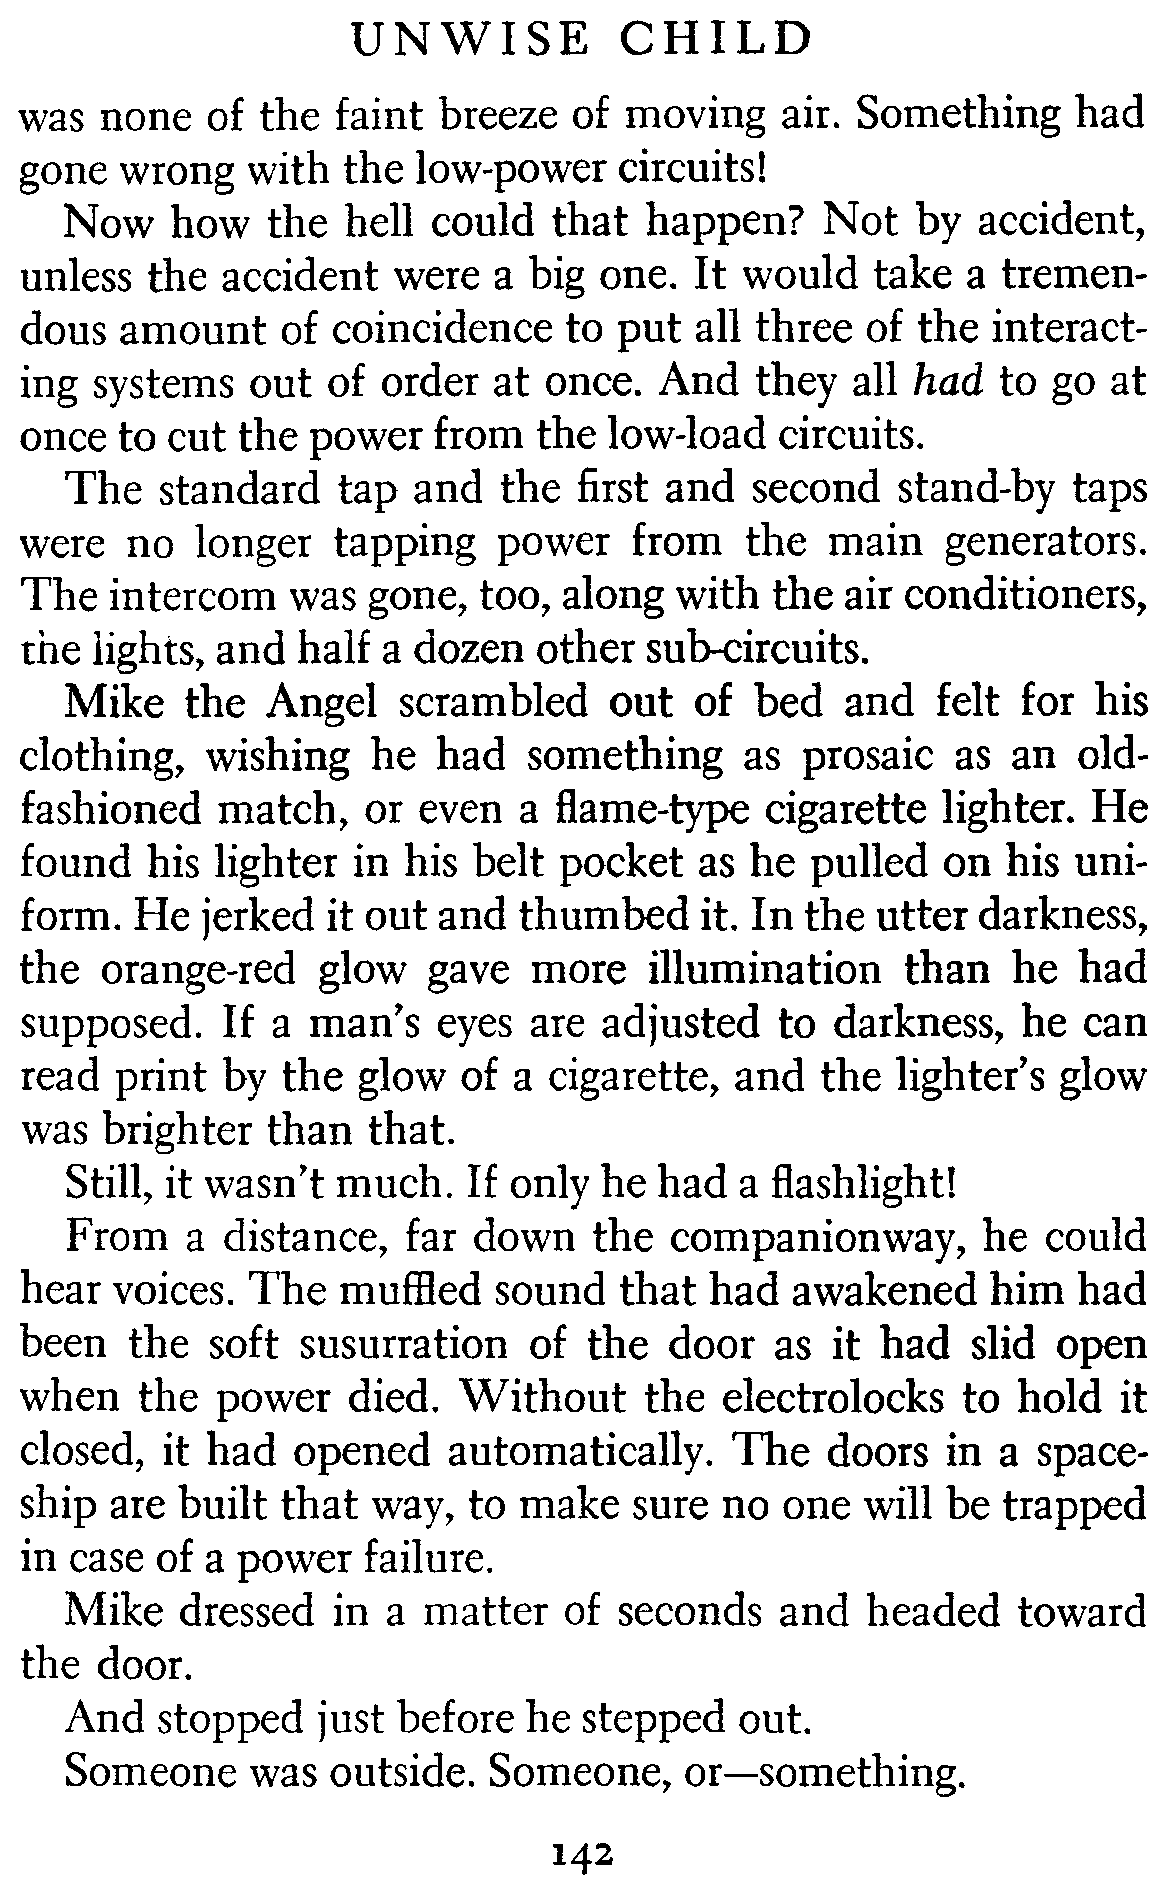 UNWISE CHILD
was none of the faint breeze of moving air. Something had
gone wrong with the low-power circuits!
Now how the hell could that happen? Not by accident,
unless the accident were a big one. It would take a tremen-
dous amount of coincidence to put all three of the interact-
ing systems out of order at once. And they all had to go at
once to cut the power from the low-load circuits.
The standard tap and the first and second stand-by taps
were no longer tapping power from the main generators.
The intercom was gone, too, along with the air conditioners,
the lights, and half a dozen other sub-circuits.
Mike the Angel scrambled out of bed and felt for his
clothing, wishing he had something as prosaic as an old-
fashioned match, or even a flame-type cigarette lighter. He
found his lighter in his belt pocket as he pulled on his uni-
form. He jerked it out and thumbed it. In the utter darkness,
the orange-red glow gave more illumination than he had
supposed. If a man's eyes are adjusted to darkness, he can
read print by the glow of a cigarette, and the lighter's glow
was brighter than that.
Still, it wasn't much. If only he had a flashlight!
From a distance, far down the companionway, he could
hear voices. The muffled sound that had awakened him had
been the soft susurration of the door as it had slid open
when the power died. Without the electrolocks to hold it
closed, it had opened automatically. The doors in a space-
ship are built that way, to make sure no one will be trapped
in case of a power failure.
Mike dressed in a matter of seconds and headed toward
the door.
And stopped just before he stepped out.
Someone was outside. Someone, or—something.
142